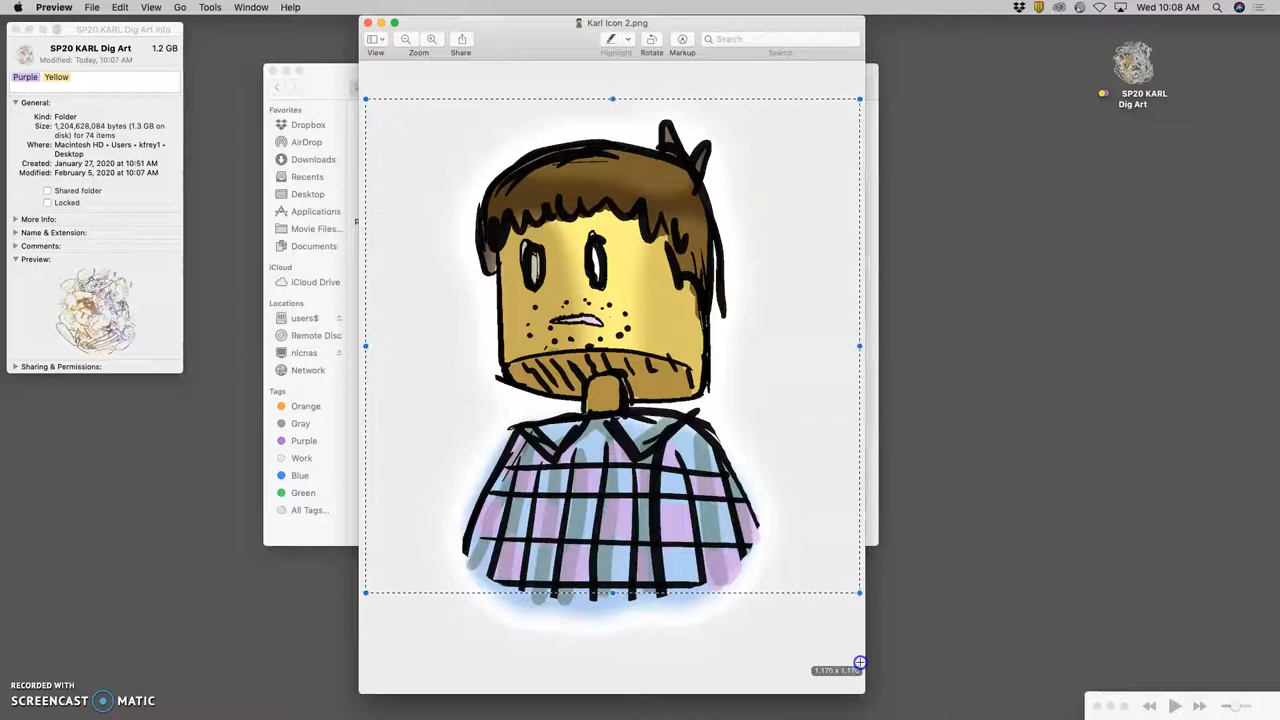 Preview File Edit View Go Tools Window Help
Wed 10:08 AM
SP20 KARL Dig Art Info
SP20 KARL Dig Art 1.2 GB
Modified: Today, 10:07 AM
Purple Yellow
General:
Kind: Folder
Size: 1,204,628,084 bytes (1.3 GB on
disk) for 74 items
Where: Macintosh HD • Users • kfrey1 •
Desktop
Created: January 27, 2020 at 10:51 AM
Modified: February 5, 2020 at 10:07 AM
Shared folder
Locked
More Info:
Name & Extension:
Comments:
Preview:
Sharing & Permissions:
Favorites
Dropbox
AirDrop
Downloads
Recents
Desktop
Applications
Movie Files...
Documents
iCloud
iCloud Drive
Locations
users$
Remote Disc
nlcnas
Network
Tags
Orange
Gray
Purple
Work
Blue
Green
All Tags...
Karl Icon 2.png
Search
View Zoom Share Highlight Rotate Markup Search
SP20 KARL
Dig Art
RECORDED WITH
SCREENCAST MATIC